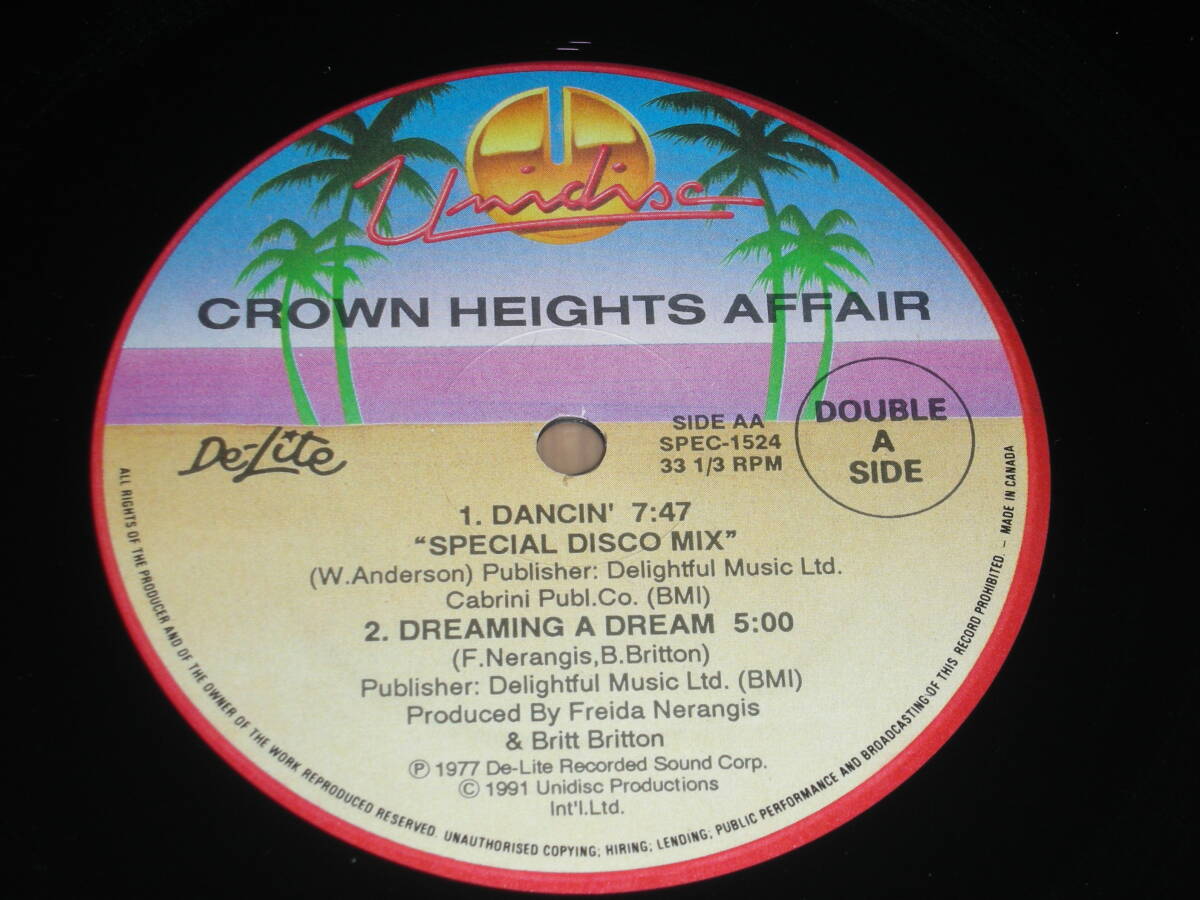 Unidisc
CROWN HEIGHTS AFFAIR
De-Lite
SIDE AA
SPEC-1524
33 1/3 RPM
DOUBLE
A
SIDE
1. DANCIN' 7:47
"SPECIAL DISCO MIX"
(W.Anderson) Publisher: Delightful Music Ltd.
Cabrini Publ.Co. (BMI)
2. DREAMING A DREAM 5:00
(F.Nerangis,B.Britton)
Publisher: Delightful Music Ltd. (BMI)
Produced By Freida Nerangis
& Britt Britton
℗ 1977 De-Lite Recorded Sound Corp.
© 1991 Unidisc Productions
Int'l.Ltd.
ALL RIGHTS OF THE PRODUCER AND OF THE OWNER OF THE WORK REPRODUCED RESERVED. UNAUTHORISED COPYING; HIRING; LENDING; PUBLIC PERFORMANCE AND BROADCASTING OF THIS RECORD PROHIBITED. – MADE IN CANADA